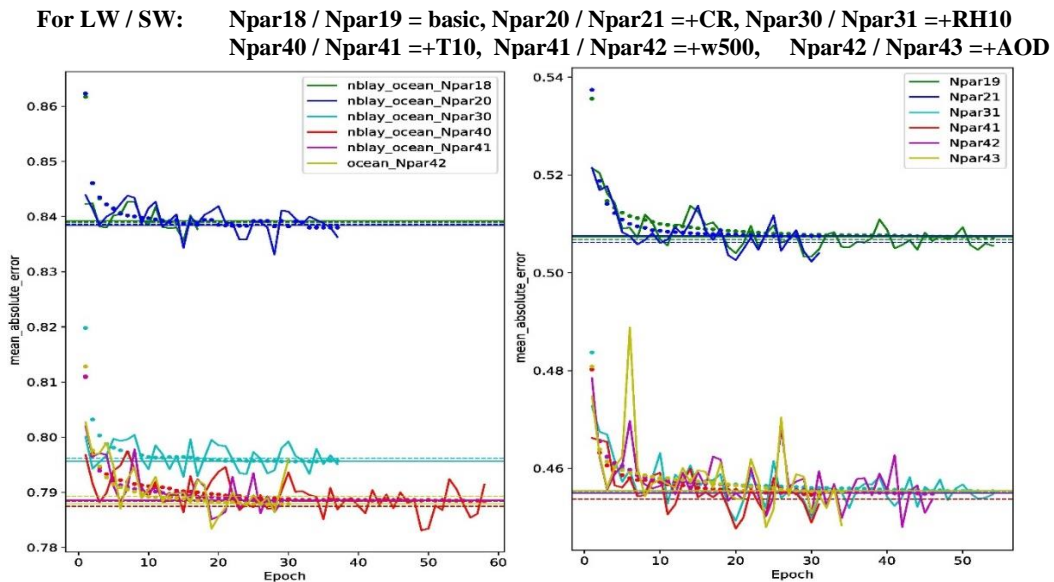 For LW / SW: Npar18 / Npar19 = basic, Npar20 / Npar21 =+CR, Npar30 / Npar31 =+RH10
Npar40 / Npar41 =+T10, Npar41 / Npar42 =+w500, Npar42 / Npar43 =+AOD
mean_absolute_error
0.86
0.85
0.84
0.83
0.82
0.81
0.80
0.79
0.78
nblay_ocean_Npar18
nblay_ocean_Npar20
nblay_ocean_Npar30
nblay_ocean_Npar40
nblay_ocean_Npar41
ocean_Npar42
0 10 20 30 40 50 60
Epoch
mean_absolute_error
0.54
0.52
0.50
0.48
0.46
Npar19
Npar21
Npar31
Npar41
Npar42
Npar43
0 10 20 30 40 50
Epoch